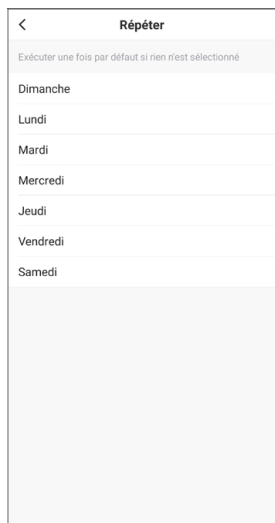 Répéter
Exécuter une fois par défaut si rien n'est sélectionné
Dimanche
Lundi
Mardi
Mercredi
Jeudi
Vendredi
Samedi